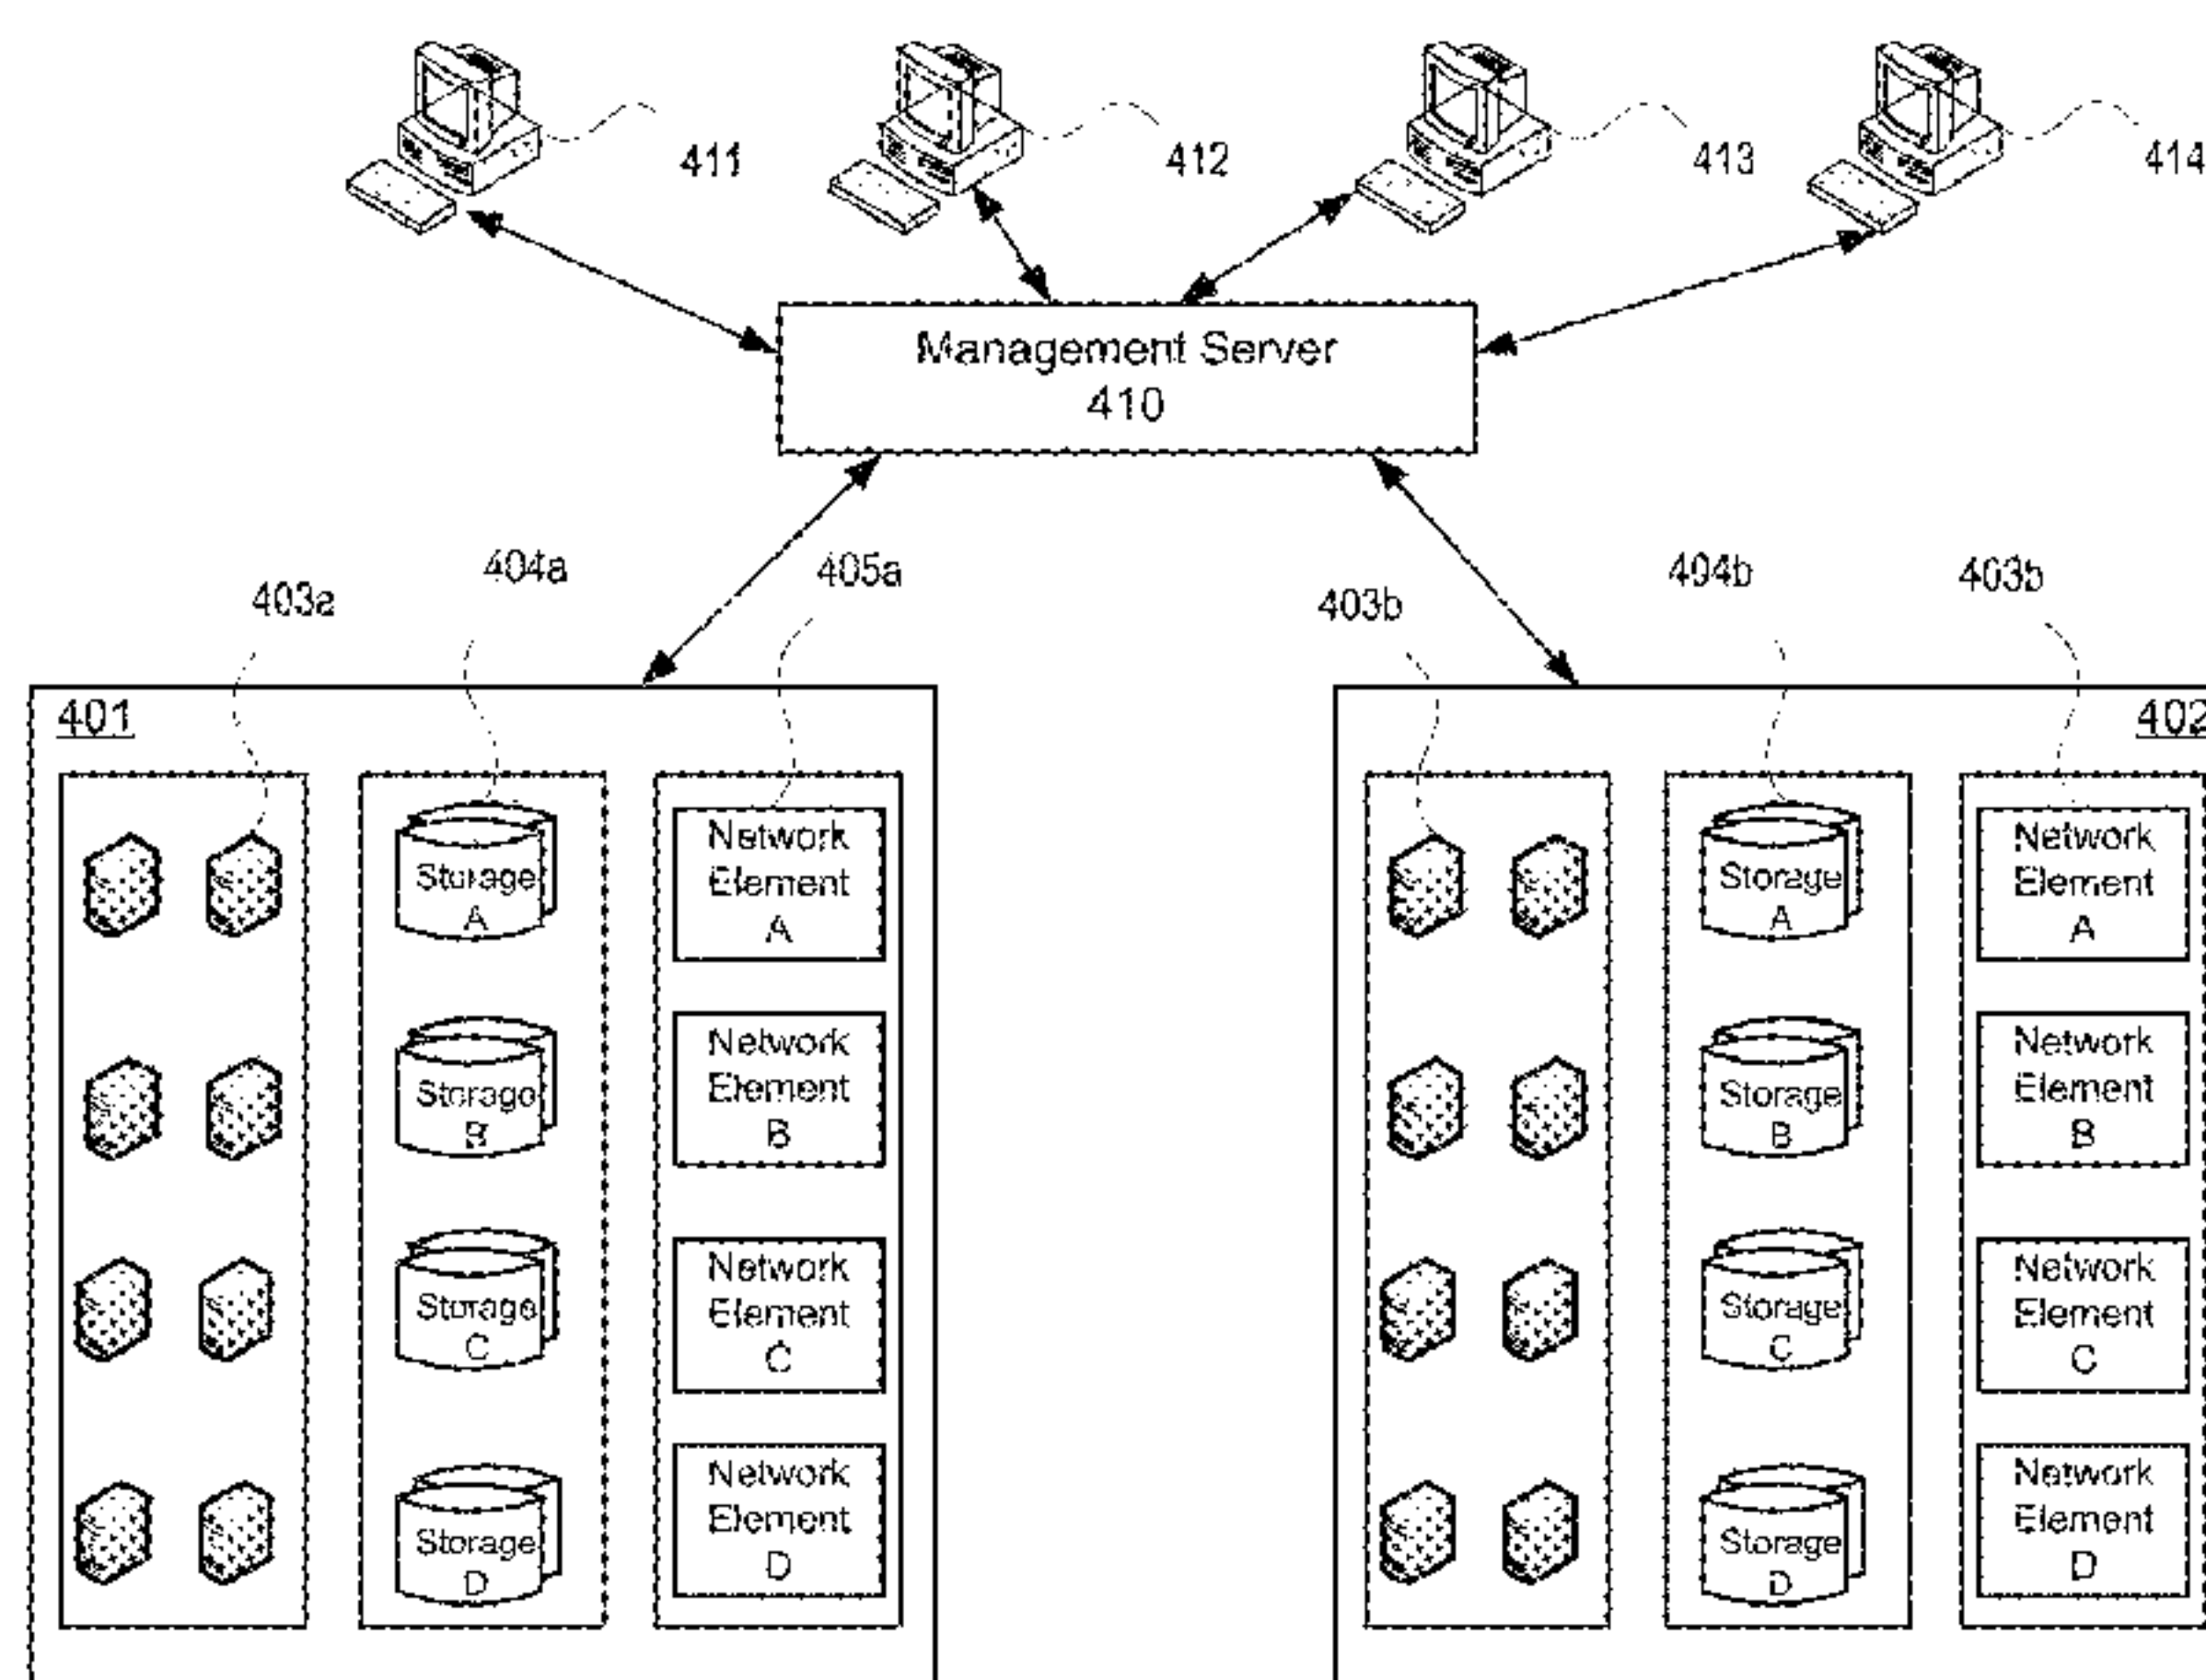 411
412
413
414
Management Server
410
403a
404a
405a
403b
404b
403b
401
402
Storage
A
Network
Element
A
Storage
B
Network
Element
B
Storage
C
Network
Element
C
Storage
D
Network
Element
D
Storage
A
Network
Element
A
Storage
B
Network
Element
B
Storage
C
Network
Element
C
Storage
D
Network
Element
D